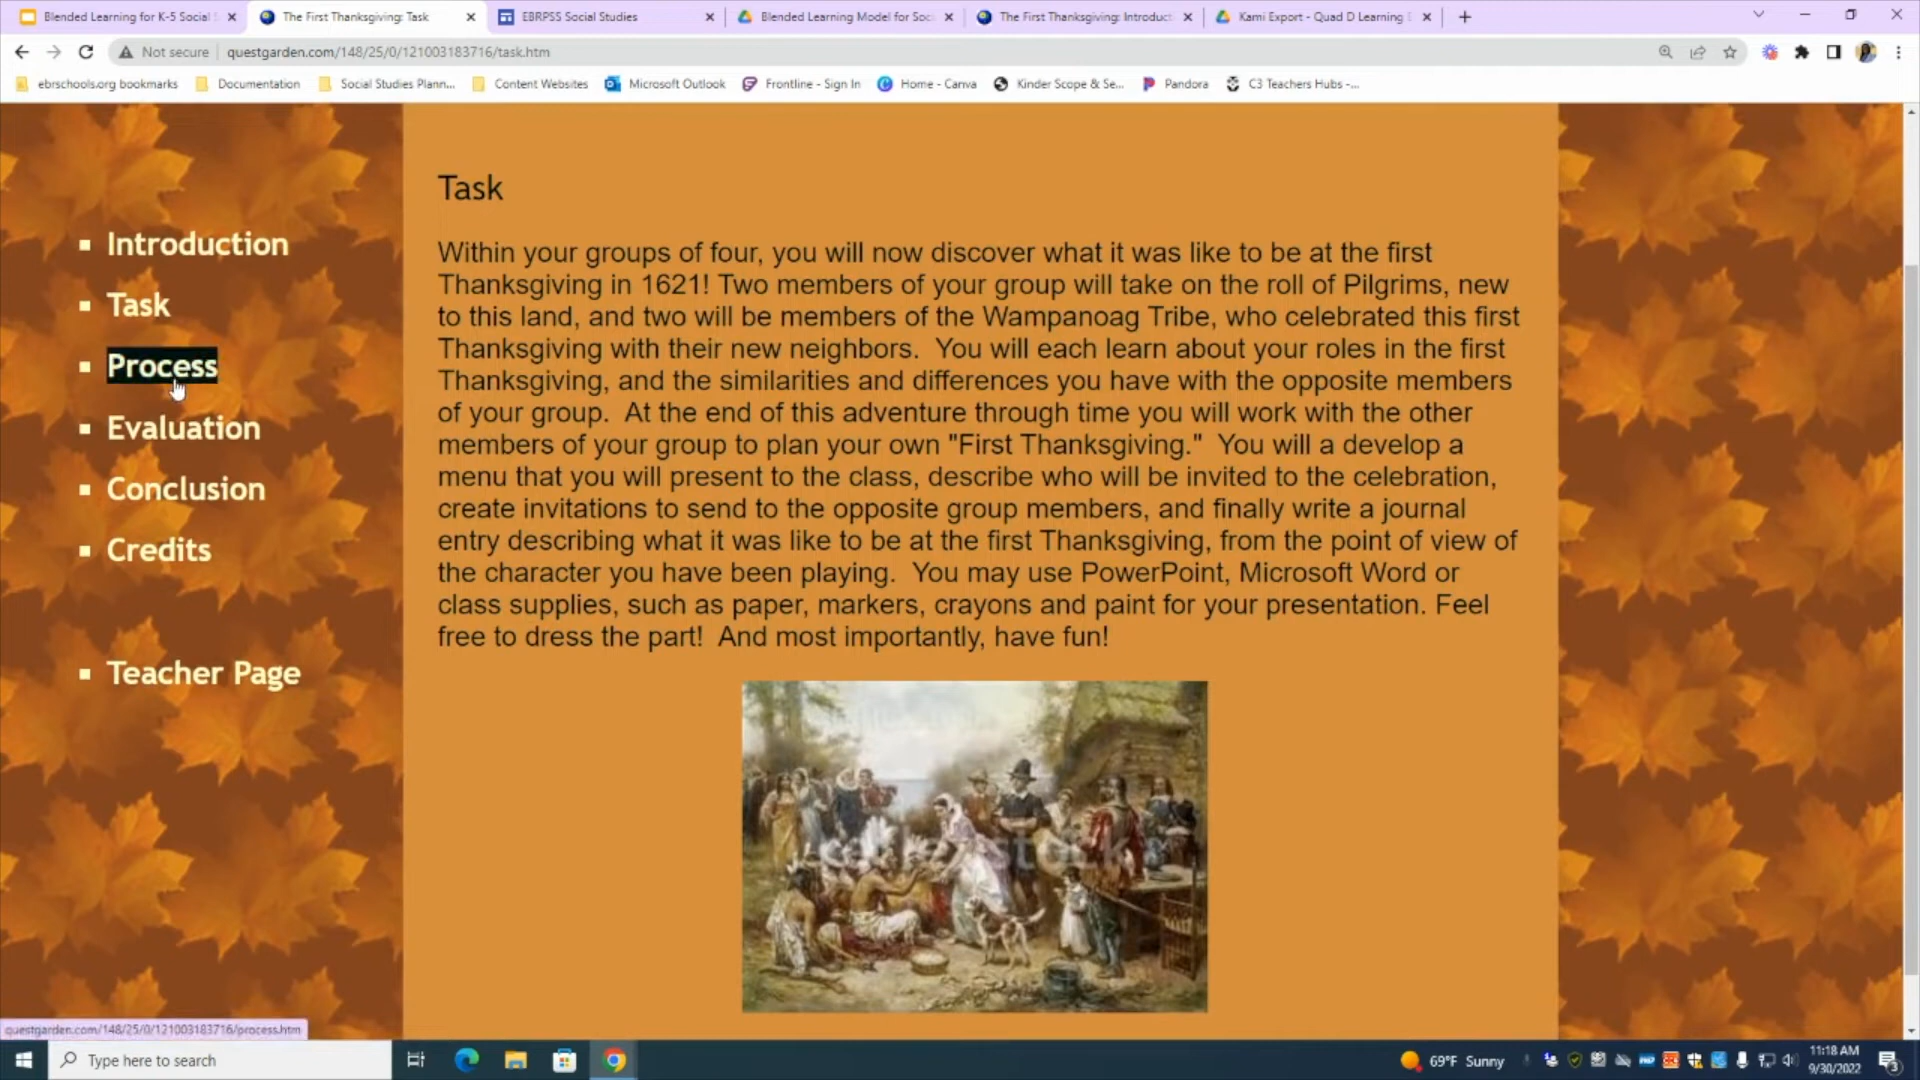 Blended Learning for K-5 Social S
The First Thanksgiving: Task
EBRPSS Social Studies
Blended Learning Model for Soc
The First Thanksgiving: Introduct
Kami Export - Quad D Learning E
Not secure
questgarden.com/148/25/0/121003183716/task.htm
ebrschools.org bookmarks
Documentation
Social Studies Plann...
Content Websites
Microsoft Outlook
Frontline - Sign In
Home - Canva
Kinder Scope & Se...
Pandora
C3 Teachers Hubs -...
Introduction
Task
Process
Evaluation
Conclusion
Credits
Teacher Page
Task
Within your groups of four, you will now discover what it was like to be at the first
Thanksgiving in 1621! Two members of your group will take on the roll of Pilgrims, new
to this land, and two will be members of the Wampanoag Tribe, who celebrated this first
Thanksgiving with their new neighbors.  You will each learn about your roles in the first
Thanksgiving, and the similarities and differences you have with the opposite members
of your group.  At the end of this adventure through time you will work with the other
members of your group to plan your own "First Thanksgiving."  You will a develop a
menu that you will present to the class, describe who will be invited to the celebration,
create invitations to send to the opposite group members, and finally write a journal
entry describing what it was like to be at the first Thanksgiving, from the point of view of
the character you have been playing.  You may use PowerPoint, Microsoft Word or
class supplies, such as paper, markers, crayons and paint for your presentation. Feel
free to dress the part!  And most importantly, have fun!
questgarden.com/148/25/0/121003183716/process.htm
Type here to search
69°F Sunny
11:18 AM
9/30/2022
3